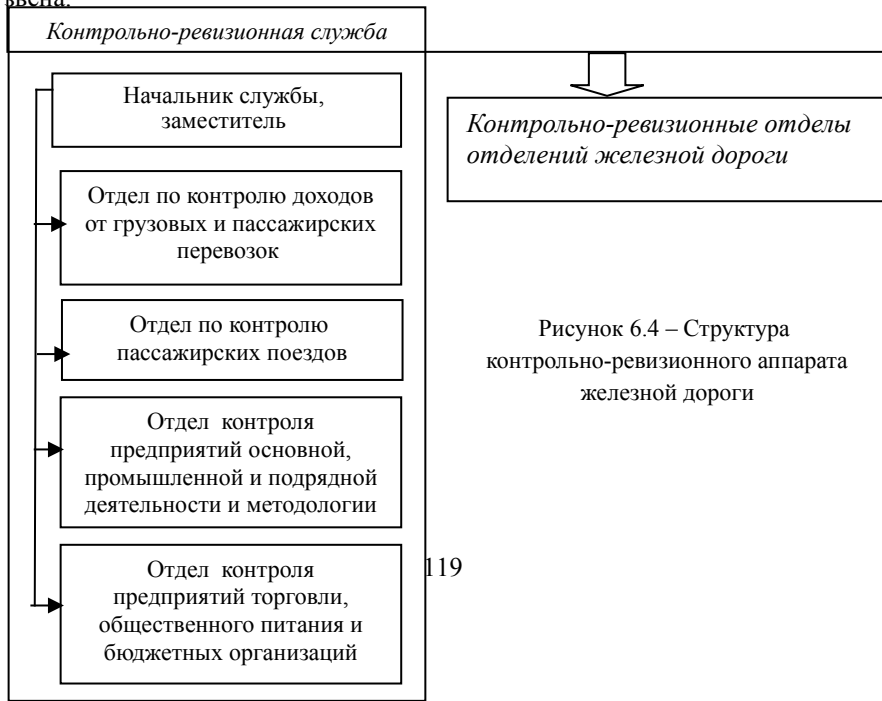 звена.
Контрольно-ревизионная служба
Начальник службы,
заместитель
Контрольно-ревизионные отделы
отделений железной дороги
Отдел по контролю доходов
от грузовых и пассажирских
перевозок
Отдел по контролю
пассажирских поездов
Рисунок 6.4 – Структура
контрольно-ревизионного аппарата
железной дороги
Отдел контроля
предприятий основной,
промышленной и подрядной
деятельности и методологии
119
Отдел контроля
предприятий торговли,
общественного питания и
бюджетных организаций